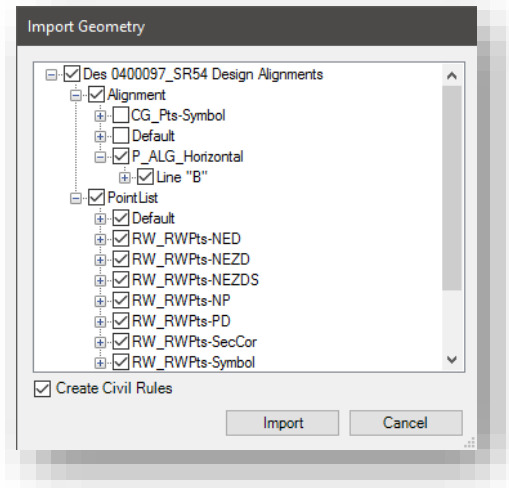 Import Geometry
Des 0400097_SR54 Design Alignments
Alignment
CG_Pts-Symbol
Default
P_ALG_Horizontal
Line "B"
PointList
Default
RW_RWPts-NED
RW_RWPts-NEZD
RW_RWPts-NEZDS
RW_RWPts-NP
RW_RWPts-PD
RW_RWPts-SecCor
RW_RWPts-Symbol
Create Civil Rules
Import Cancel